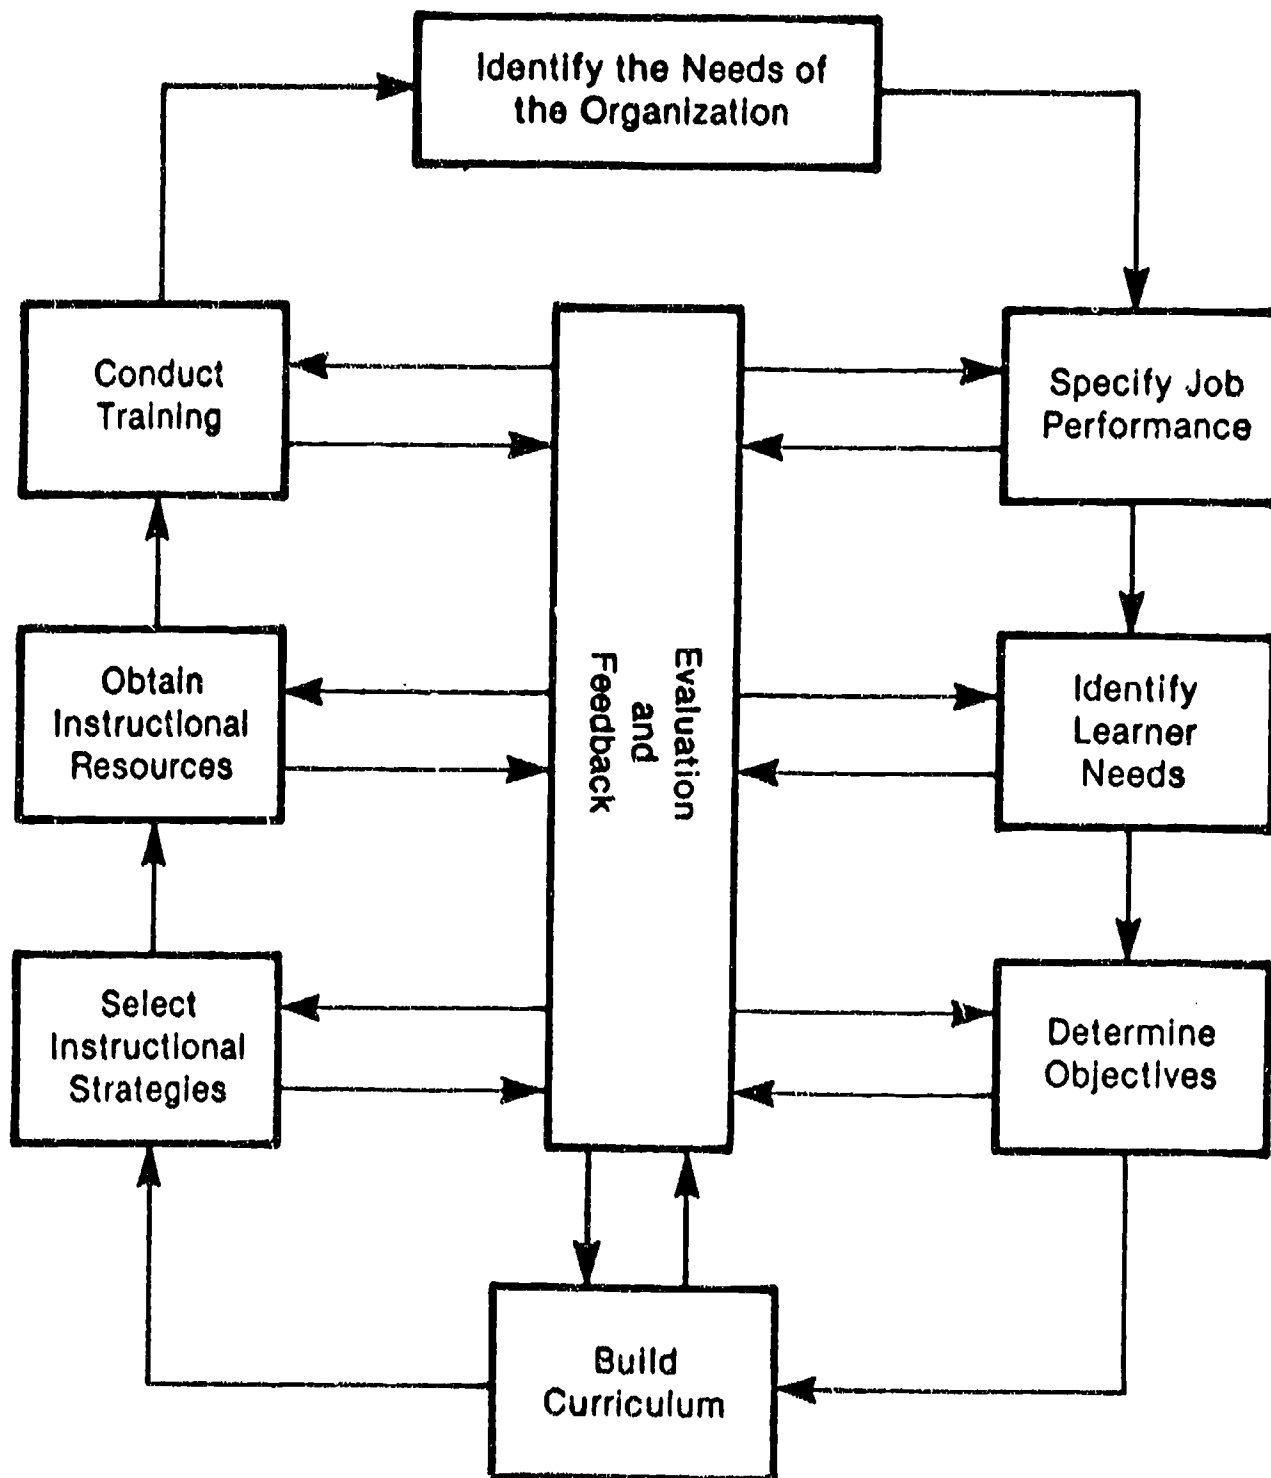 Identify the Needs of
the Organization
Conduct
Training
Specify Job
Performance
Evaluation
and
Feedback
Obtain
Instructional
Resources
Identify
Learner
Needs
Select
Instructional
Strategies
Determine
Objectives
Build
Curriculum